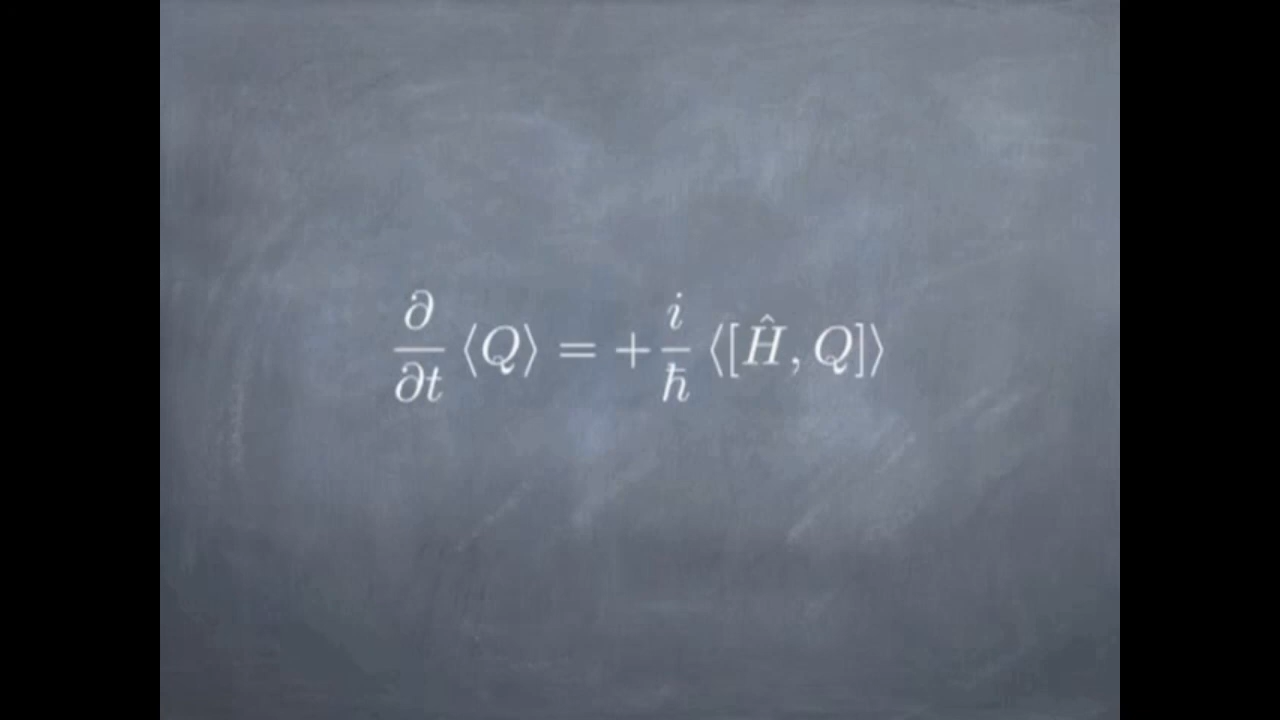 ∂/∂t ⟨Q⟩ = + i/ħ ⟨[Ĥ, Q]⟩